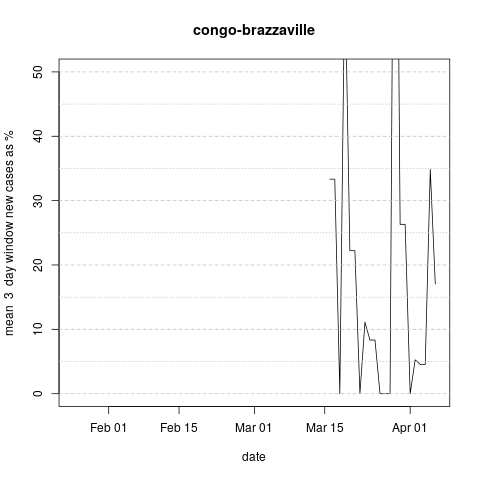 congo-brazzaville
mean 3 day window new cases as %
50
40
30
20
10
0
Feb 01 Feb 15 Mar 01 Mar 15 Apr 01
date